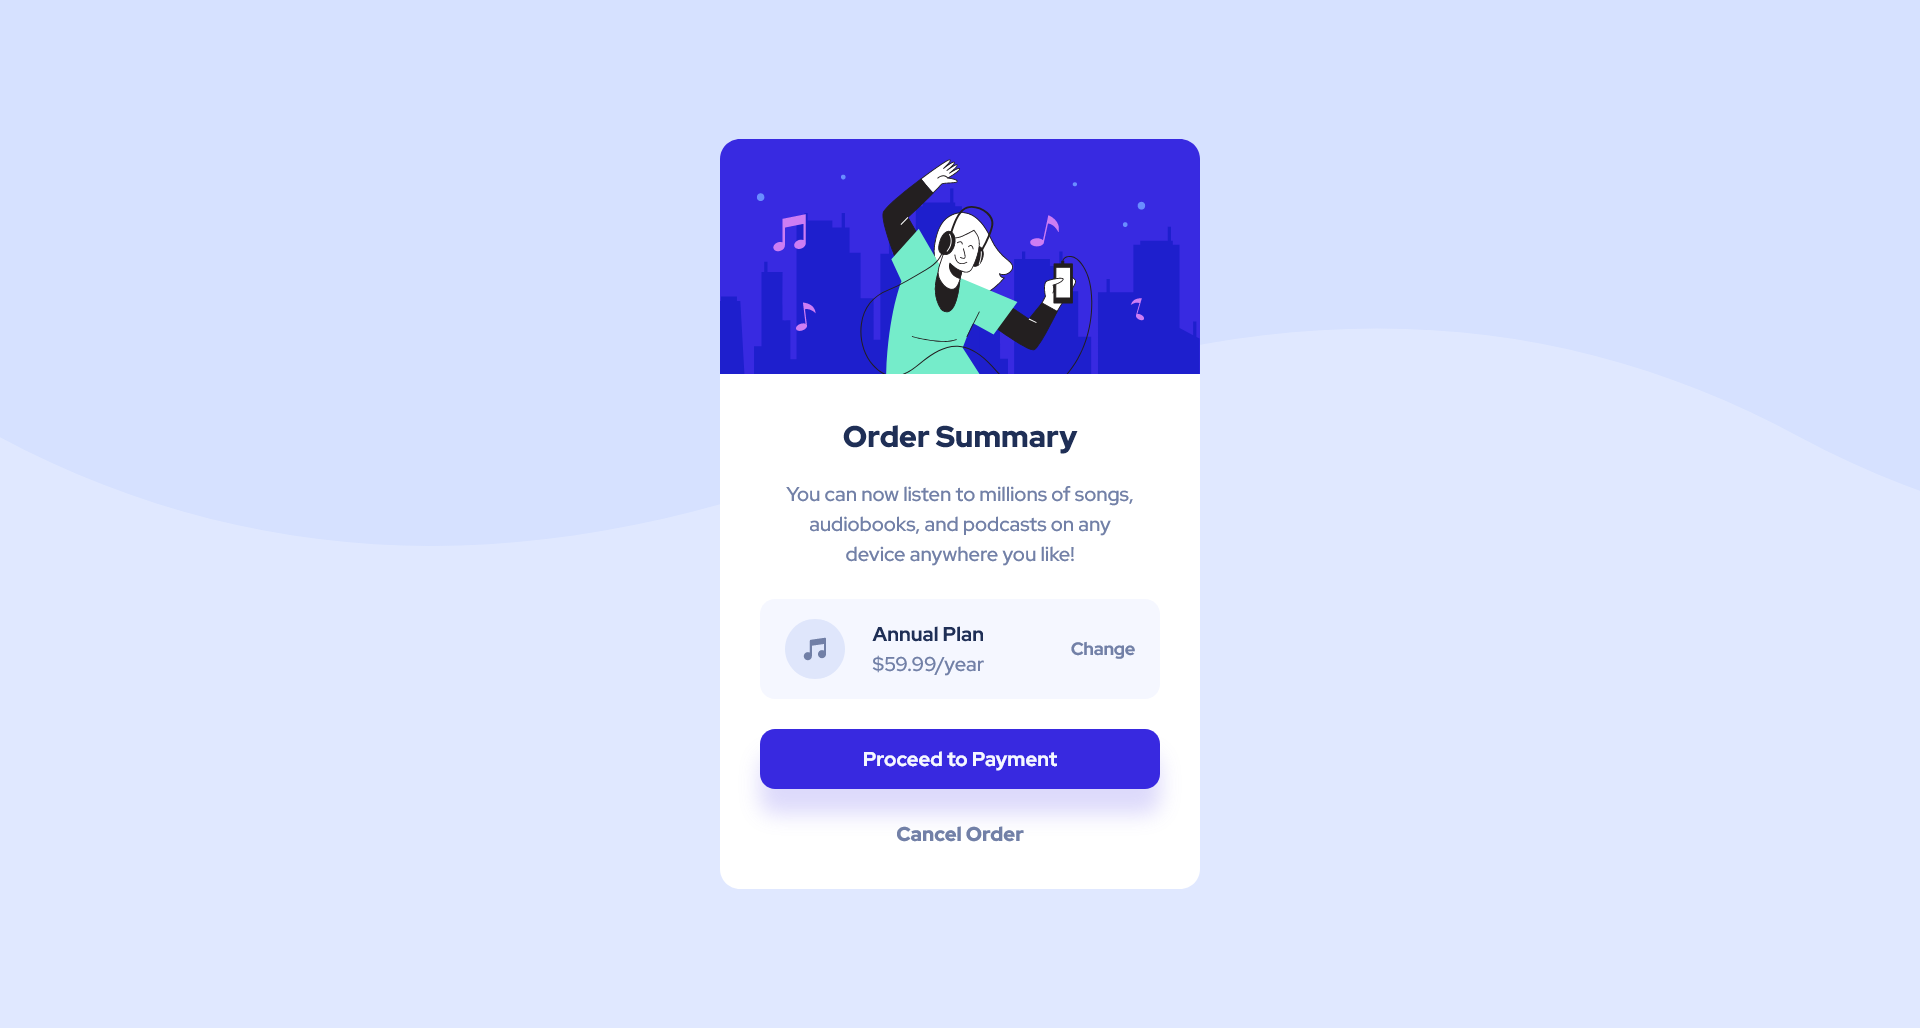 Order Summary
You can now listen to millions of songs,
audiobooks, and podcasts on any
device anywhere you like!
Annual Plan
$59.99/year
Change
Proceed to Payment
Cancel Order